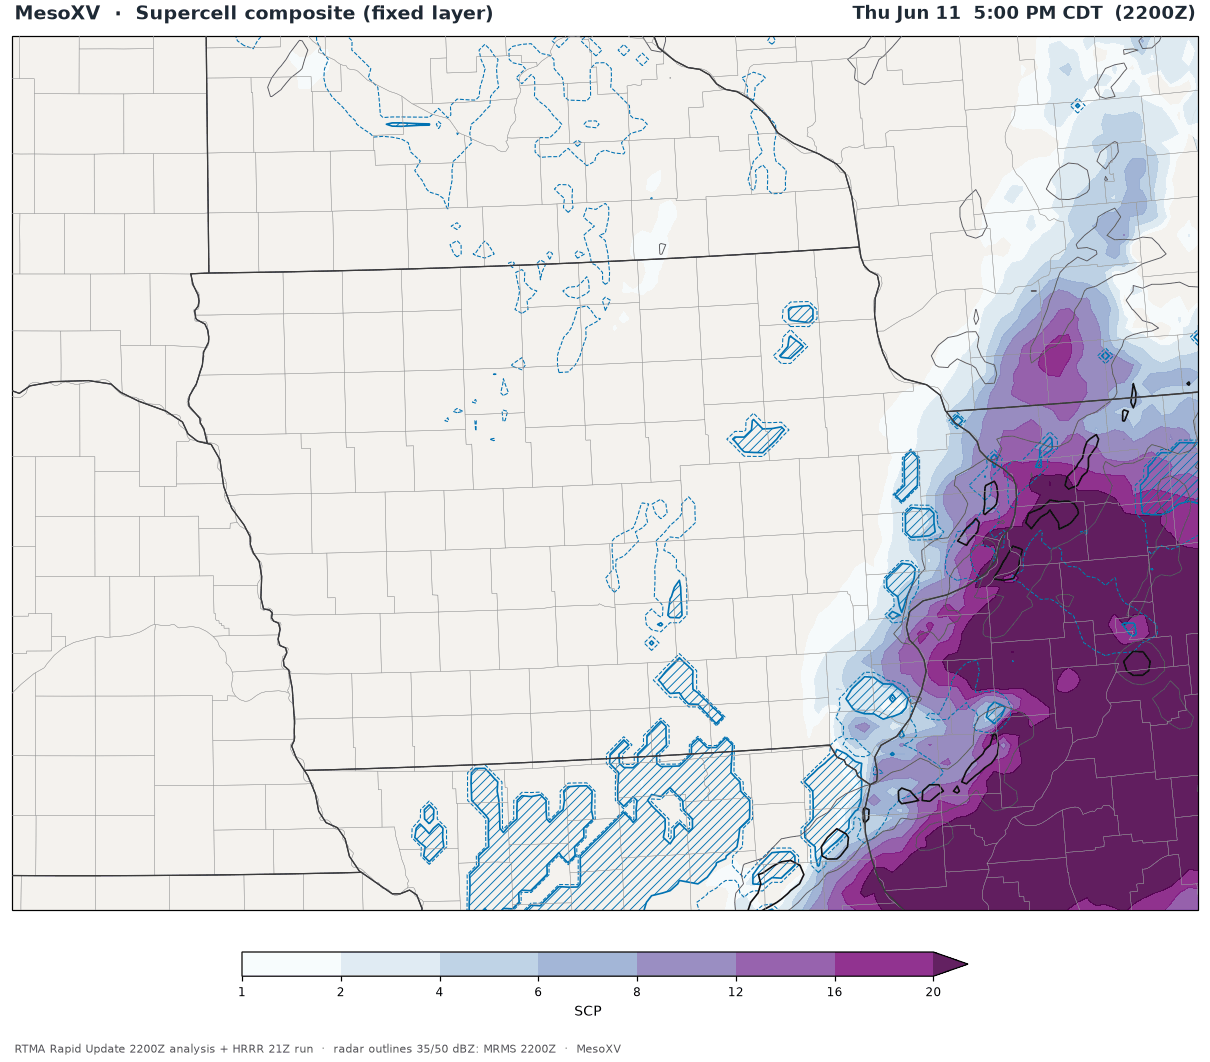 MesoXV · Supercell composite (fixed layer)
Thu Jun 11 5:00 PM CDT (2200Z)
1 2 4 6 8 12 16 20
SCP
RTMA Rapid Update 2200Z analysis + HRRR 21Z run · radar outlines 35/50 dBZ: MRMS 2200Z · MesoXV